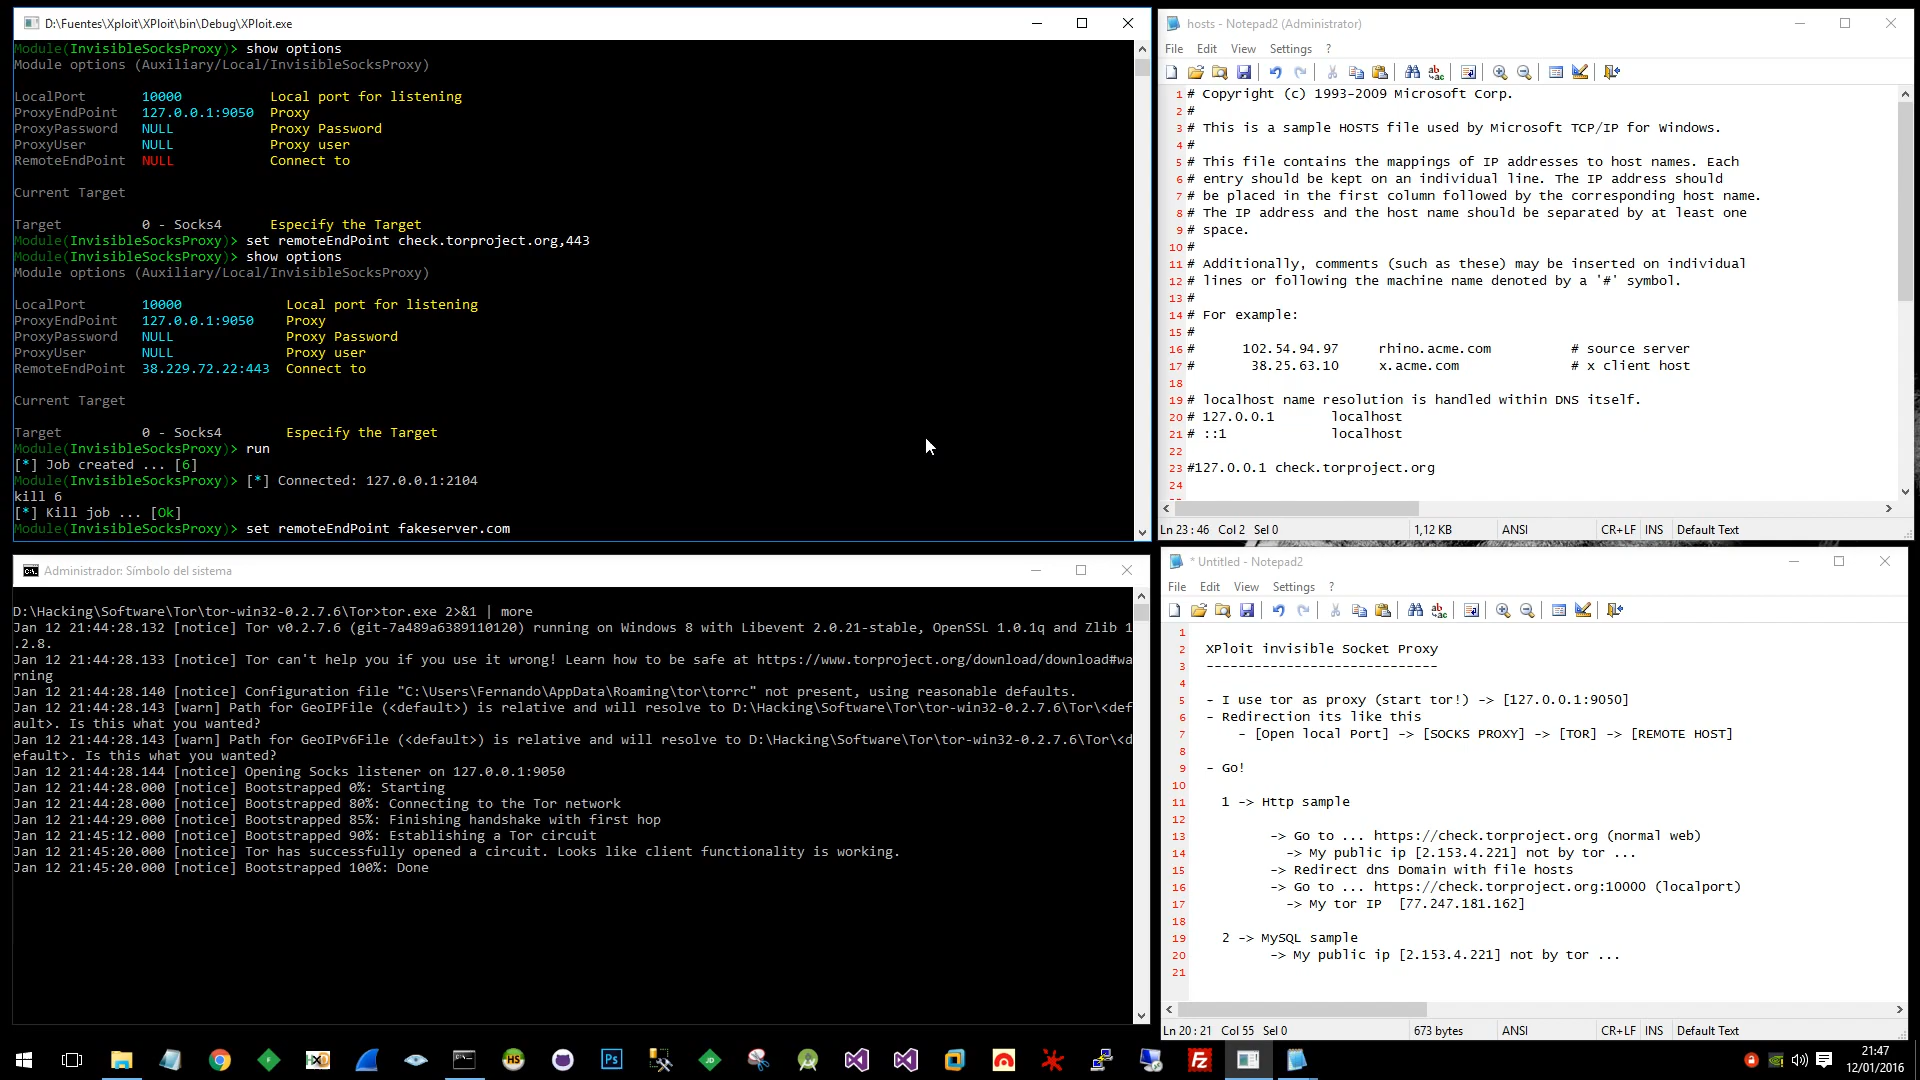 D:\Fuentes\Xploit\XPloit\bin\Debug\XPloit.exe
Module(InvisibleSocksProxy)> show options
Module options (Auxiliary/Local/InvisibleSocksProxy)
LocalPort 10000 Local port for listening
ProxyEndPoint 127.0.0.1:9050 Proxy
ProxyPassword NULL Proxy Password
ProxyUser NULL Proxy user
RemoteEndPoint NULL Connect to
Current Target
Target 0 - Socks4 Especify the Target
Module(InvisibleSocksProxy)> set remoteEndPoint check.torproject.org,443
Module(InvisibleSocksProxy)> show options
Module options (Auxiliary/Local/InvisibleSocksProxy)
LocalPort 10000 Local port for listening
ProxyEndPoint 127.0.0.1:9050 Proxy
ProxyPassword NULL Proxy Password
ProxyUser NULL Proxy user
RemoteEndPoint 38.229.72.22:443 Connect to
Current Target
Target 0 - Socks4 Especify the Target
Module(InvisibleSocksProxy)> run
[*] Job created ... [6]
Module(InvisibleSocksProxy)> [*] Connected: 127.0.0.1:2104
kill 6
[*] Kill job ... [Ok]
Module(InvisibleSocksProxy)> set remoteEndPoint fakeserver.com
hosts - Notepad2 (Administrator)
File Edit View Settings ?
1 # Copyright (c) 1993-2009 Microsoft Corp.
2 #
3 # This is a sample HOSTS file used by Microsoft TCP/IP for Windows.
4 #
5 # This file contains the mappings of IP addresses to host names. Each
6 # entry should be kept on an individual line. The IP address should
7 # be placed in the first column followed by the corresponding host name.
8 # The IP address and the host name should be separated by at least one
9 # space.
10 #
11 # Additionally, comments (such as these) may be inserted on individual
12 # lines or following the machine name denoted by a '#' symbol.
13 #
14 # For example:
15 #
16 # 102.54.94.97 rhino.acme.com # source server
17 # 38.25.63.10 x.acme.com # x client host
18
19 # localhost name resolution is handled within DNS itself.
20 # 127.0.0.1 localhost
21 # ::1 localhost
22
23 #127.0.0.1 check.torproject.org
24
Ln 23 : 46 Col 2 Sel 0 1,12 KB ANSI CR+LF INS Default Text
Administrador: Símbolo del sistema
D:\Hacking\Software\Tor\tor-win32-0.2.7.6\Tor>tor.exe 2>&1 | more
Jan 12 21:44:28.132 [notice] Tor v0.2.7.6 (git-7a489a6389110120) running on Windows 8 with Libevent 2.0.21-stable, OpenSSL 1.0.1q and Zlib 1
.2.8.
Jan 12 21:44:28.133 [notice] Tor can't help you if you use it wrong! Learn how to be safe at https://www.torproject.org/download/download#wa
rning
Jan 12 21:44:28.140 [notice] Configuration file "C:\Users\Fernando\AppData\Roaming\tor\torrc" not present, using reasonable defaults.
Jan 12 21:44:28.143 [warn] Path for GeoIPFile (<default>) is relative and will resolve to D:\Hacking\Software\Tor\tor-win32-0.2.7.6\Tor\<def
ault>. Is this what you wanted?
Jan 12 21:44:28.143 [warn] Path for GeoIPv6File (<default>) is relative and will resolve to D:\Hacking\Software\Tor\tor-win32-0.2.7.6\Tor\<d
efault>. Is this what you wanted?
Jan 12 21:44:28.144 [notice] Opening Socks listener on 127.0.0.1:9050
Jan 12 21:44:28.000 [notice] Bootstrapped 0%: Starting
Jan 12 21:44:28.000 [notice] Bootstrapped 80%: Connecting to the Tor network
Jan 12 21:44:29.000 [notice] Bootstrapped 85%: Finishing handshake with first hop
Jan 12 21:45:12.000 [notice] Bootstrapped 90%: Establishing a Tor circuit
Jan 12 21:45:20.000 [notice] Tor has successfully opened a circuit. Looks like client functionality is working.
Jan 12 21:45:20.000 [notice] Bootstrapped 100%: Done
* Untitled - Notepad2
File Edit View Settings ?
1
2 XPloit invisible Socket Proxy
3 -----------------------------
4
5 - I use tor as proxy (start tor!) -> [127.0.0.1:9050]
6 - Redirection its like this
7 - [Open local Port] -> [SOCKS PROXY] -> [TOR] -> [REMOTE HOST]
8
9 - Go!
10
11 1 -> Http sample
12
13 -> Go to ... https://check.torproject.org (normal web)
14 -> My public ip [2.153.4.221] not by tor ...
15 -> Redirect dns Domain with file hosts
16 -> Go to ... https://check.torproject.org:10000 (localport)
17 -> My tor IP [77.247.181.162]
18
19 2 -> MySQL sample
20 -> My public ip [2.153.4.221] not by tor ...
21
Ln 20 : 21 Col 55 Sel 0 673 bytes ANSI CR+LF INS Default Text
21:47
12/01/2016